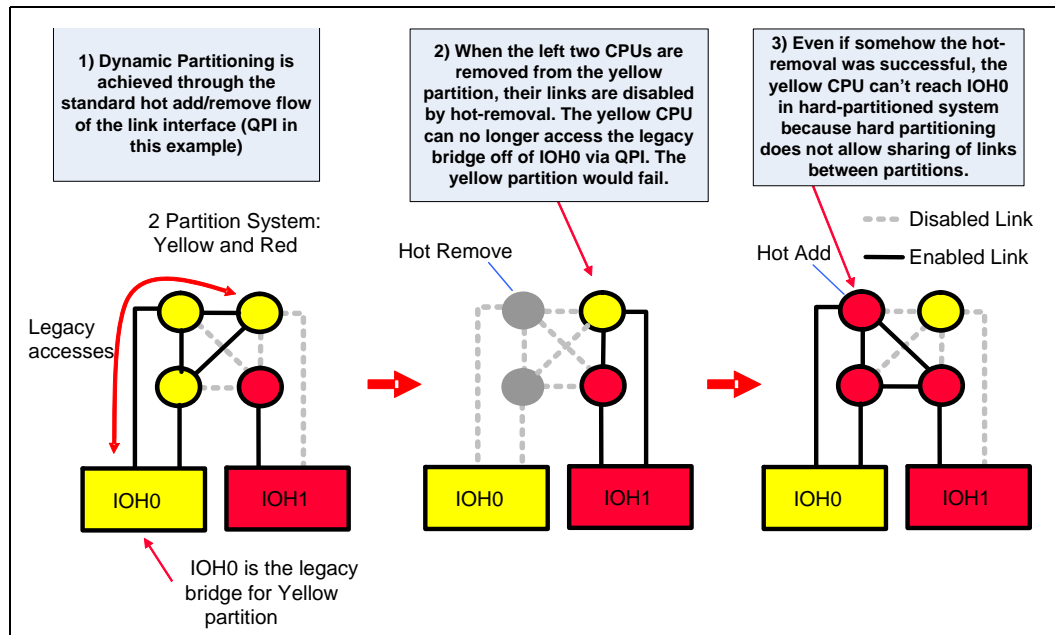 1) Dynamic Partitioning is
achieved through the
standard hot add/remove flow
of the link interface (QPI in
this example)
2) When the left two CPUs are
removed from the yellow
partition, their links are disabled
by hot-removal. The yellow CPU
can no longer access the legacy
bridge off of IOH0 via QPI. The
yellow partition would fail.
3) Even if somehow the hot-
removal was successful, the
yellow CPU can't reach IOH0
in hard-partitioned system
because hard partitioning
does not allow sharing of links
between partitions.
2 Partition System:
Yellow and Red
Disabled Link
Enabled Link
Hot Remove
Hot Add
Legacy
accesses
IOH0
IOH1
IOH0
IOH1
IOH0
IOH1
IOH0 is the legacy
bridge for Yellow
partition